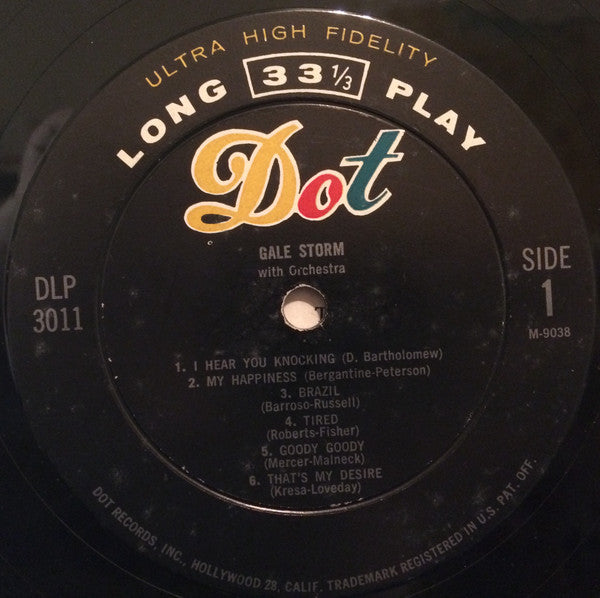 ULTRA HIGH FIDELITY
LONG 33 1/3 PLAY
Dot
GALE STORM
with Orchestra
DLP
3011
SIDE
1
M-9038
1. I HEAR YOU KNOCKING (D. Bartholomew)
2. MY HAPPINESS (Bergantine-Peterson)
3. BRAZIL
(Barroso-Russell)
4. TIRED
(Roberts-Fisher)
5. GOODY GOODY
(Mercer-Malneck)
6. THAT'S MY DESIRE
(Kresa-Loveday)
DOT RECORDS, INC., HOLLYWOOD 28, CALIF. TRADEMARK REGISTERED IN U.S. PAT. OFF.